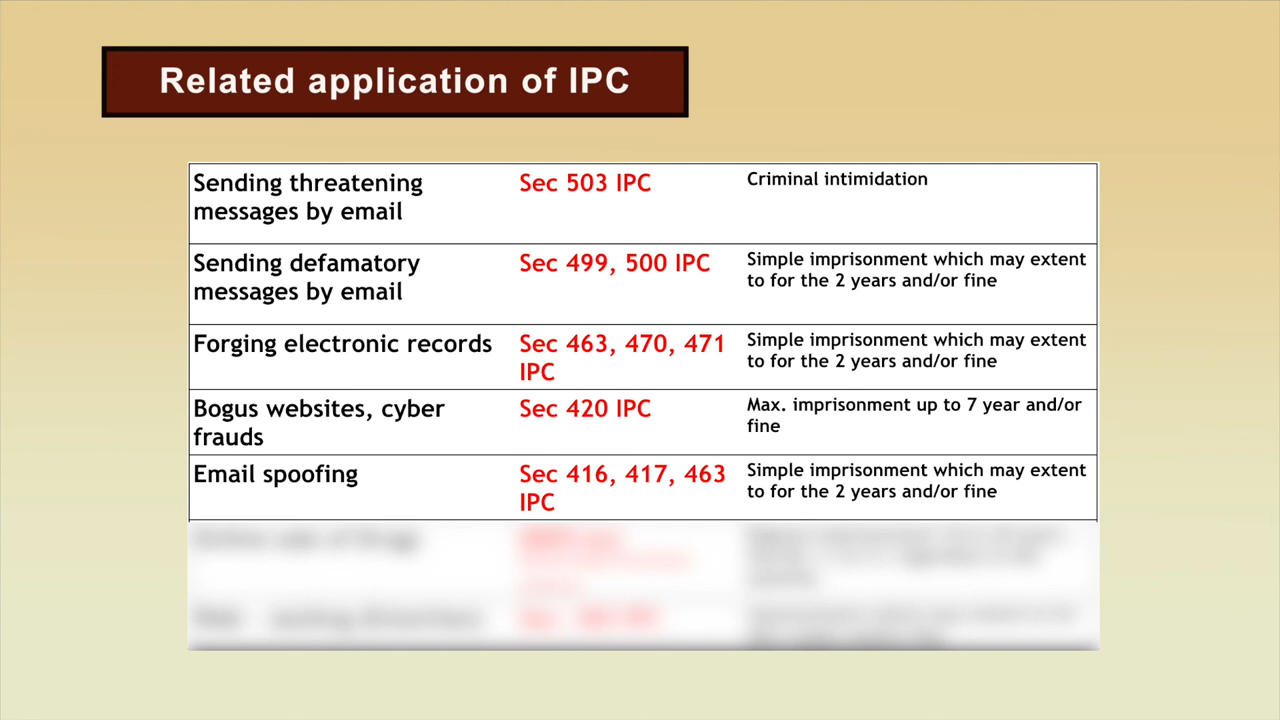 Related application of IPC
Sending threatening
messages by email
Sec 503 IPC
Criminal intimidation
Sending defamatory
messages by email
Sec 499, 500 IPC
Simple imprisonment which may extent
to for the 2 years and/or fine
Forging electronic records
Sec 463, 470, 471
IPC
Simple imprisonment which may extent
to for the 2 years and/or fine
Bogus websites, cyber
frauds
Sec 420 IPC
Max. imprisonment up to 7 year and/or
fine
Email spoofing
Sec 416, 417, 463
IPC
Simple imprisonment which may extent
to for the 2 years and/or fine